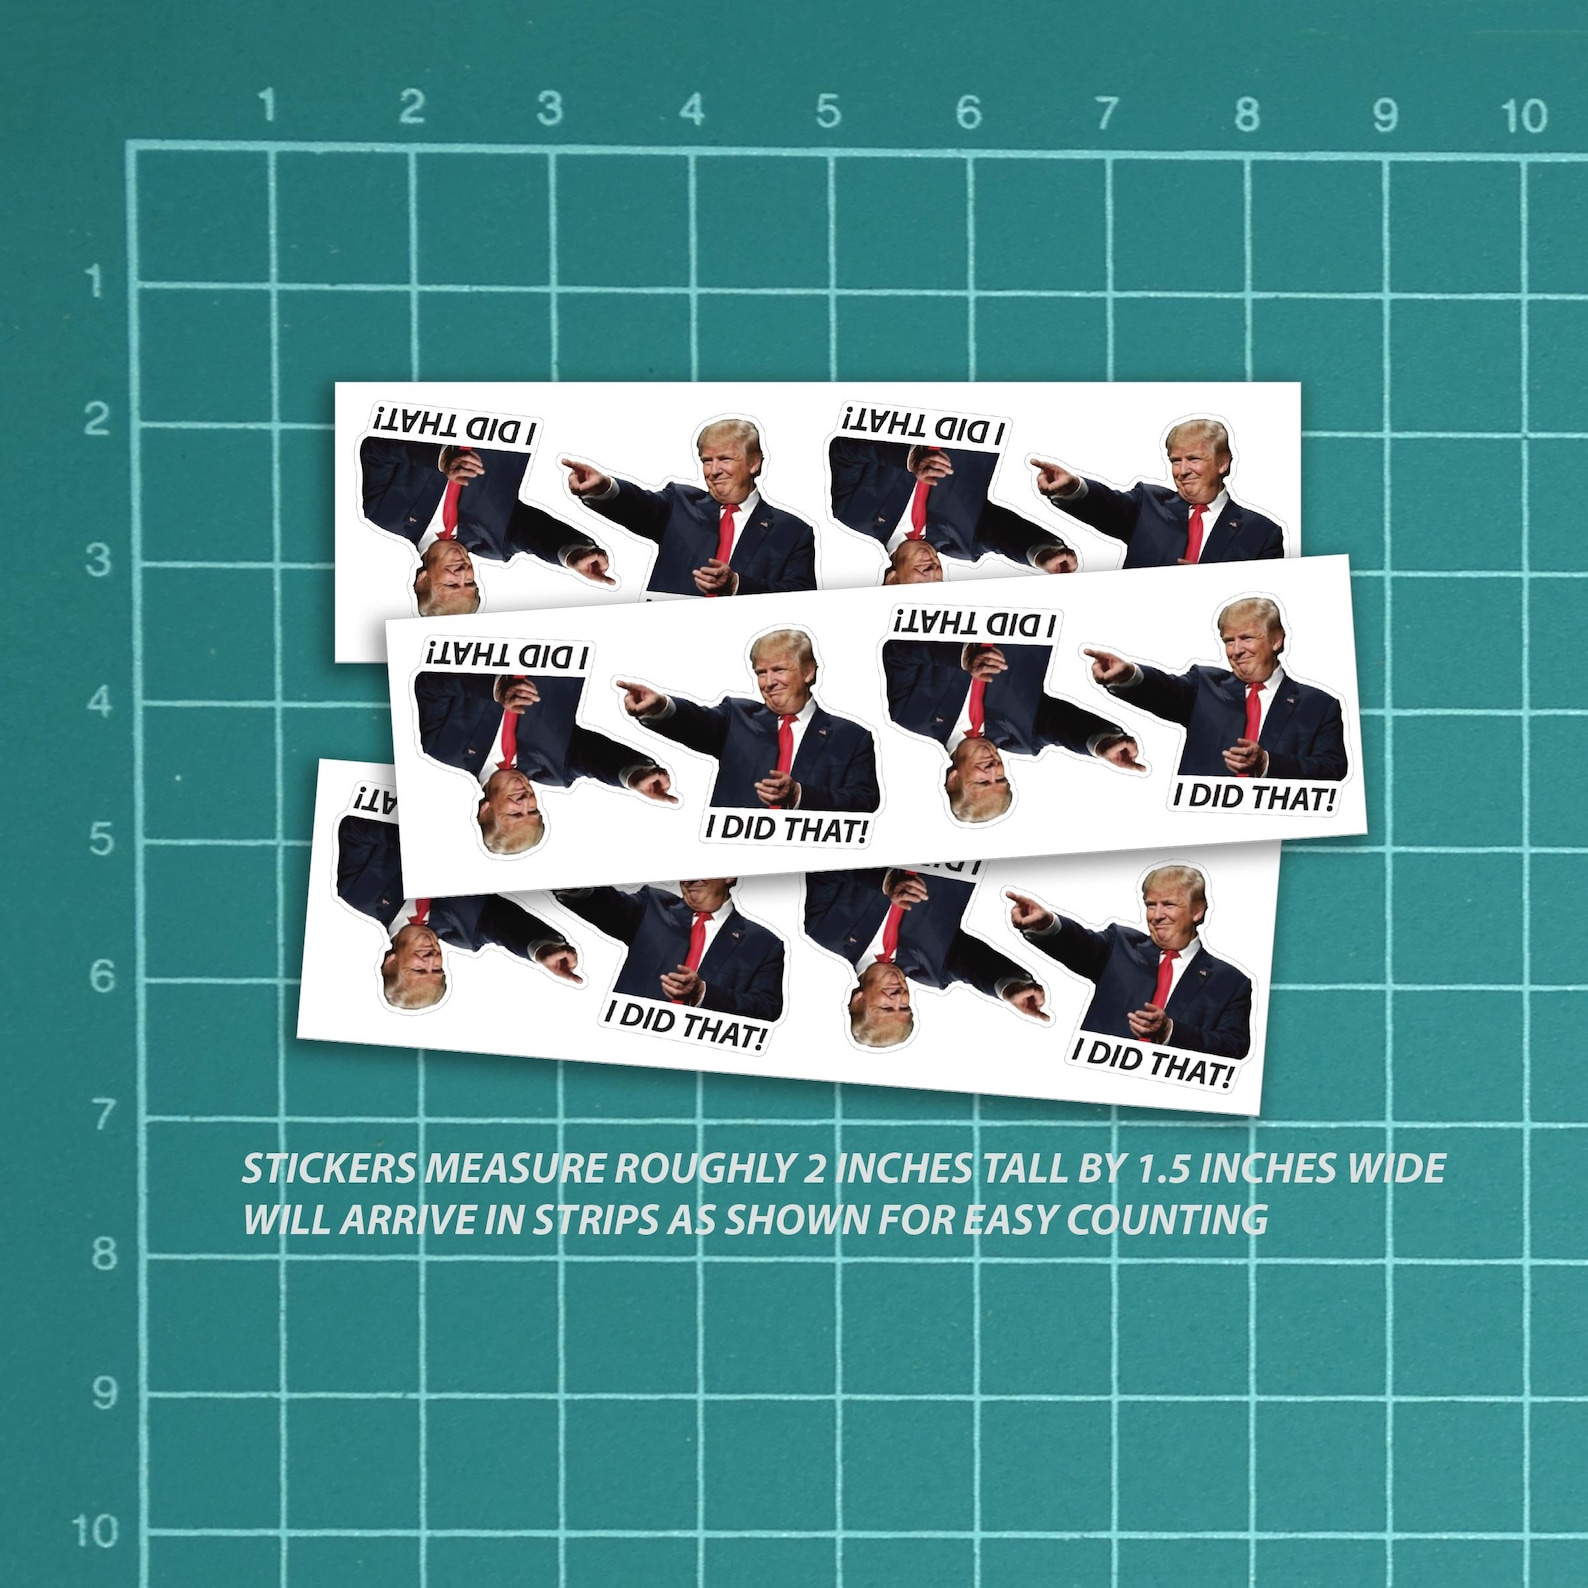 1 2 3 4 5 6 7 8 9 10
1
2
I DID THAT!
I DID THAT!
3
I DID THAT!
I DID THAT!
4
I DID THAT!
I DID THAT!
5
6
I DID THAT!
I DID THAT!
7
STICKERS MEASURE ROUGHLY 2 INCHES TALL BY 1.5 INCHES WIDE
WILL ARRIVE IN STRIPS AS SHOWN FOR EASY COUNTING
8
9
10